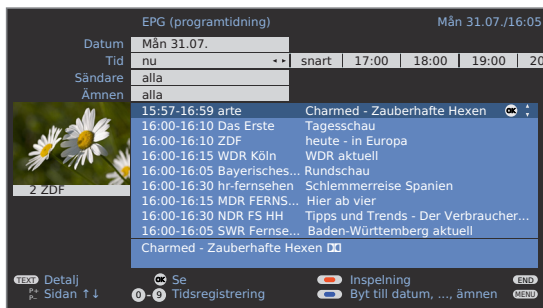 EPG (programtidning) Mån 31.07./16:05
Datum Mån 31.07.
Tid nu snart 17:00 18:00 19:00 20
Sändare alla
Ämnen alla
15:57-16:59 arte Charmed - Zauberhafte Hexen OK
16:00-16:10 Das Erste Tagesschau
16:00-16:10 ZDF heute - in Europa
16:00-16:15 WDR Köln WDR aktuell
16:00-16:05 Bayerisches... Rundschau
16:00-16:30 hr-fernsehen Schlemmerreise Spanien
16:00-16:15 MDR FERNS... Hier ab vier
16:00-16:30 NDR FS HH Tipps und Trends - Der Verbraucher...
16:00-16:05 SWR Fernse... Baden-Württemberg aktuell
2 ZDF
Charmed - Zauberhafte Hexen
TEXT Detalj OK Se Inspelning END
P+ P- Sidan ↑↓ 0-9 Tidsregistrering Byt till datum, ..., ämnen MENU